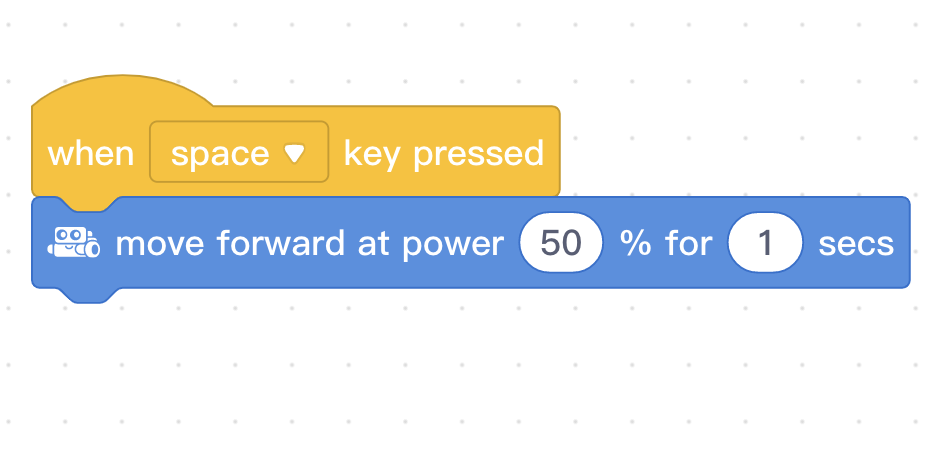 when space key pressed
move forward at power 50 % for 1 secs